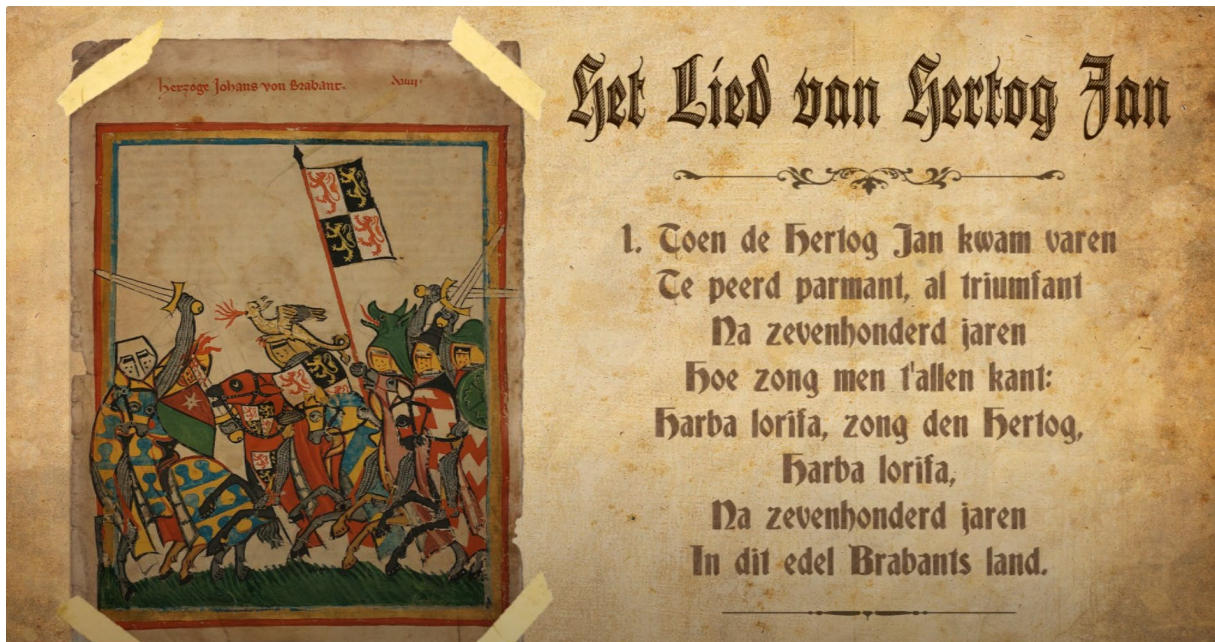 Herzoge Johans von Brabant.
Het Lied van Hertog Jan
1. Toen de Hertog Jan kwam varen
Te peerd parmant, al triumfant
Na zevenhonderd jaren
Hoe zong men t'allen kant:
Harba lorifa, zong den Hertog,
Harba lorifa,
Na zevenhonderd jaren
In dit edel Brabants land.